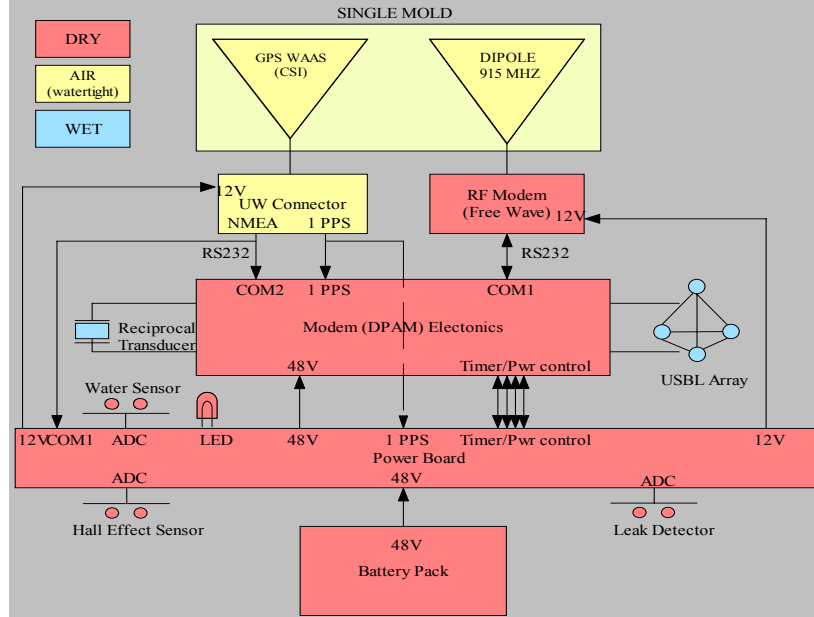 SINGLE MOLD
DRY
AIR
(watertight)
WET
GPS WAAS
(CSI)
DIPOLE
915 MHZ
12V
UW Connector
NMEA 1 PPS
RF Modem
(Free Wave)
12V
RS232
RS232
COM2 1 PPS COM1
Modem (DPAM) Electonics
48V Timer/Pwr control
Reciprocal
Transducer
USBL Array
Water Sensor
12V COM1 ADC LED 48V 1 PPS Timer/Pwr control 12V
Power Board
ADC 48V ADC
Hall Effect Sensor
Leak Detector
48V
Battery Pack